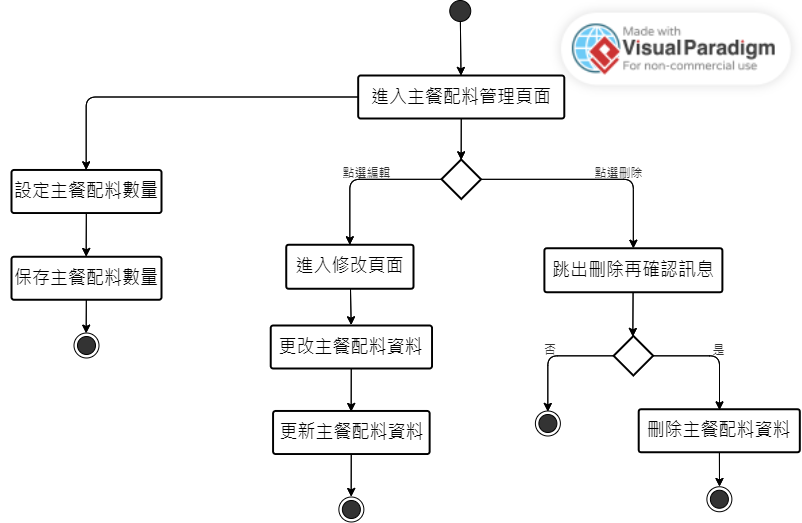 Made with
Visual Paradigm
For non-commercial use
進入主餐配料管理頁面
設定主餐配料數量
點選編輯
點選刪除
保存主餐配料數量
進入修改頁面
跳出刪除再確認訊息
更改主餐配料資料
否
是
更新主餐配料資料
刪除主餐配料資料